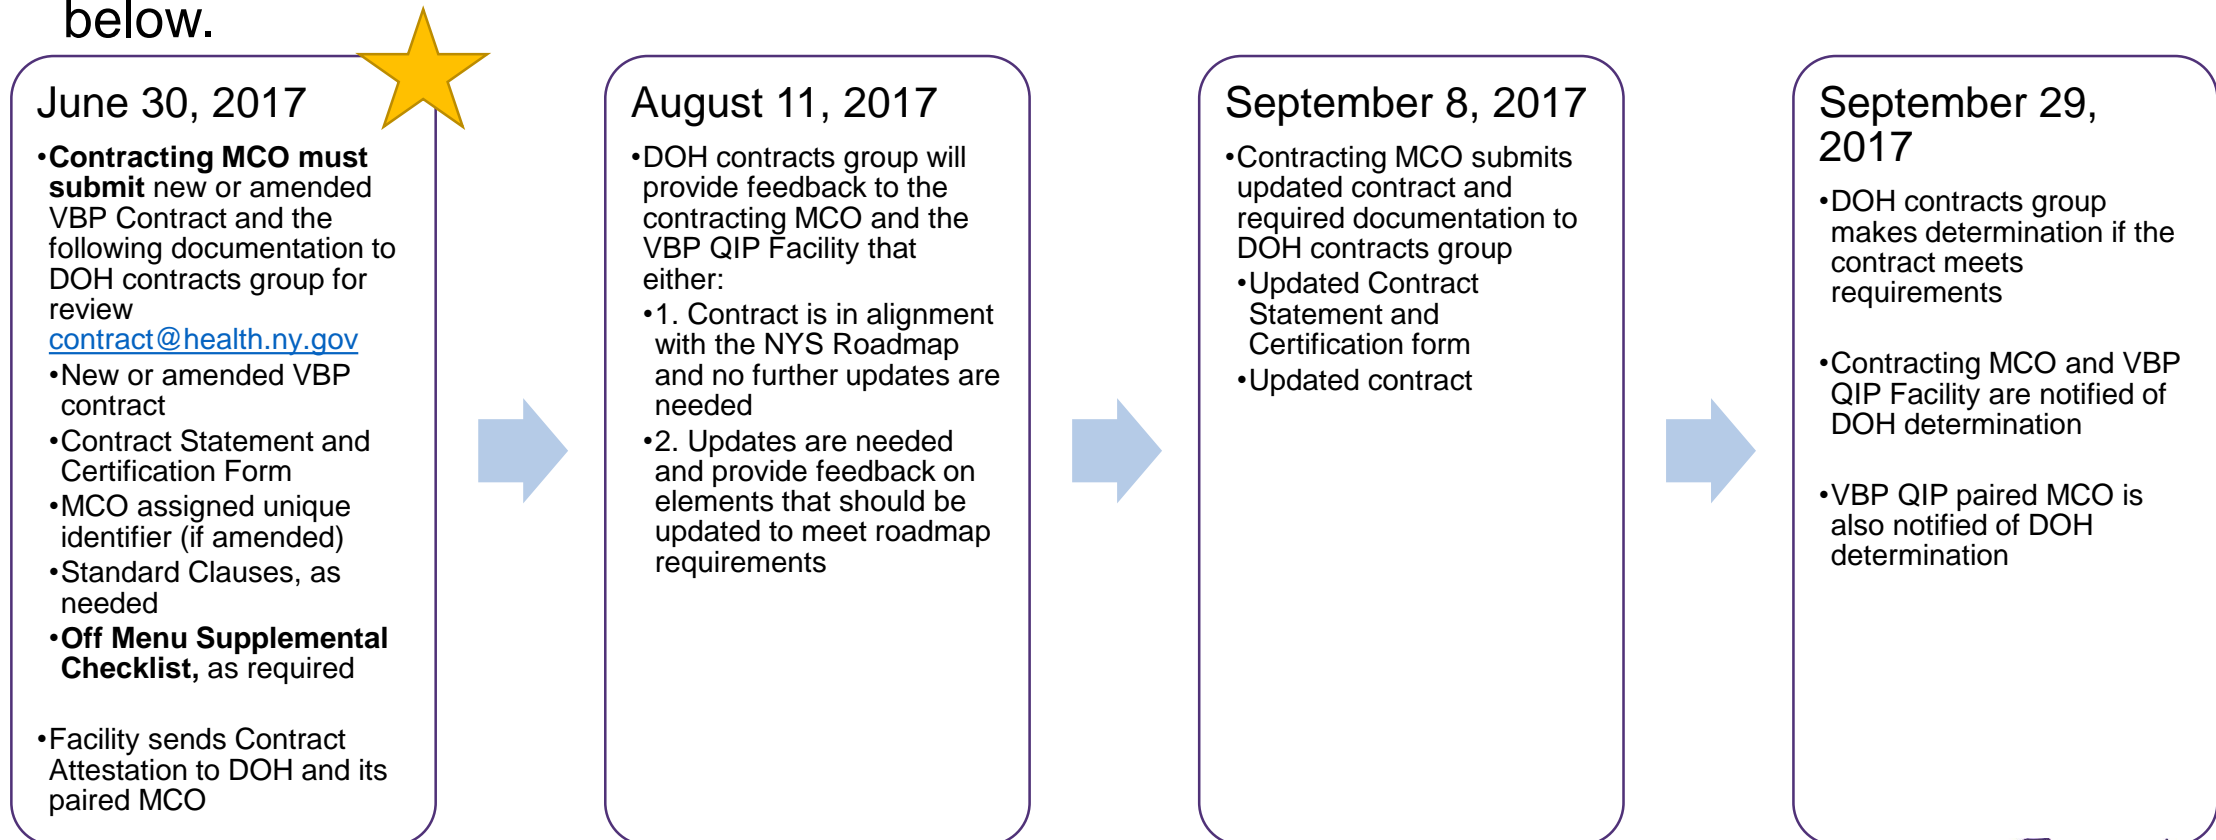 below.
June 30, 2017
•Contracting MCO must
submit new or amended
VBP Contract and the
following documentation to
DOH contracts group for
review
contract@health.ny.gov
•New or amended VBP
contract
•Contract Statement and
Certification Form
•MCO assigned unique
identifier (if amended)
•Standard Clauses, as
needed
•Off Menu Supplemental
Checklist, as required
•Facility sends Contract
Attestation to DOH and its
paired MCO
August 11, 2017
•DOH contracts group will
provide feedback to the
contracting MCO and the
VBP QIP Facility that
either:
•1. Contract is in alignment
with the NYS Roadmap
and no further updates are
needed
•2. Updates are needed
and provide feedback on
elements that should be
updated to meet roadmap
requirements
September 8, 2017
•Contracting MCO submits
updated contract and
required documentation to
DOH contracts group
•Updated Contract
Statement and
Certification form
•Updated contract
September 29,
2017
•DOH contracts group
makes determination if the
contract meets
requirements
•Contracting MCO and VBP
QIP Facility are notified of
DOH determination
•VBP QIP paired MCO is
also notified of DOH
determination